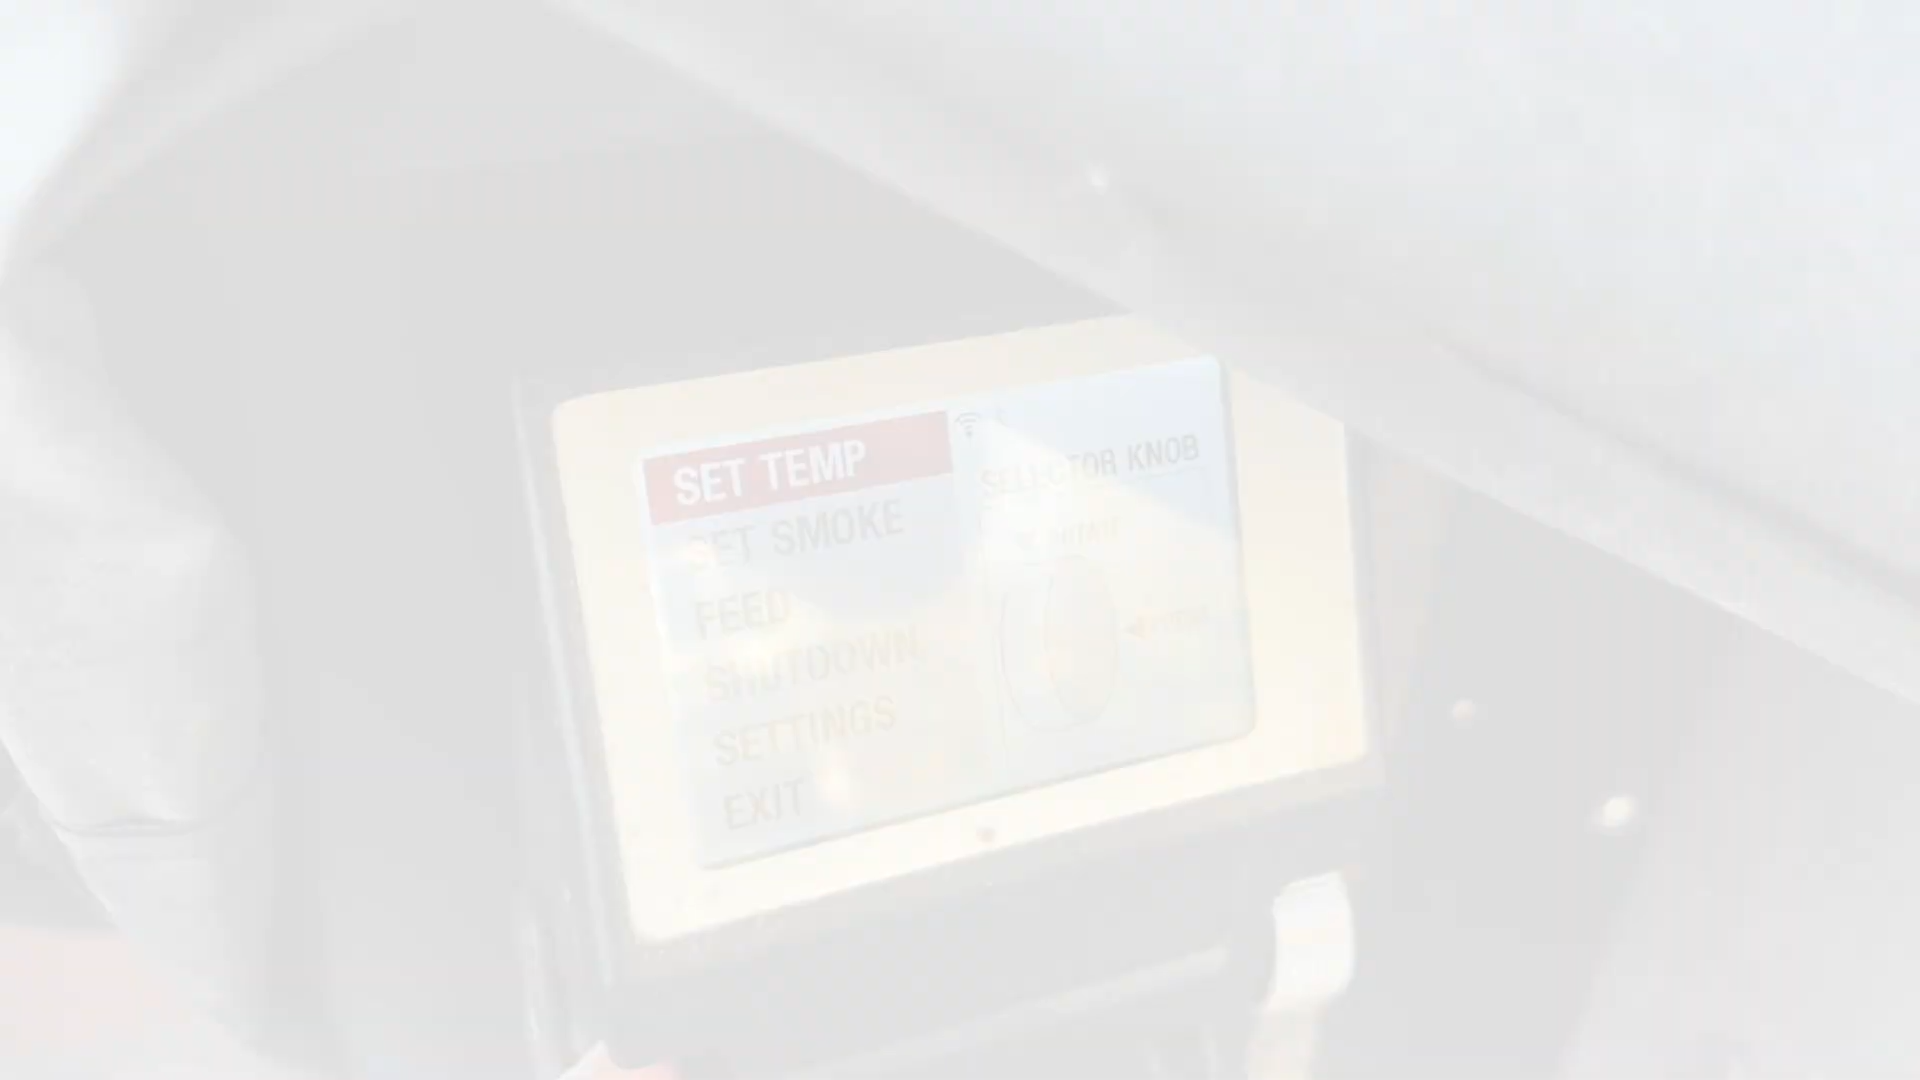 SET TEMP
SET SMOKE
FEED
SHUTDOWN
SETTINGS
EXIT
SELECTOR KNOB